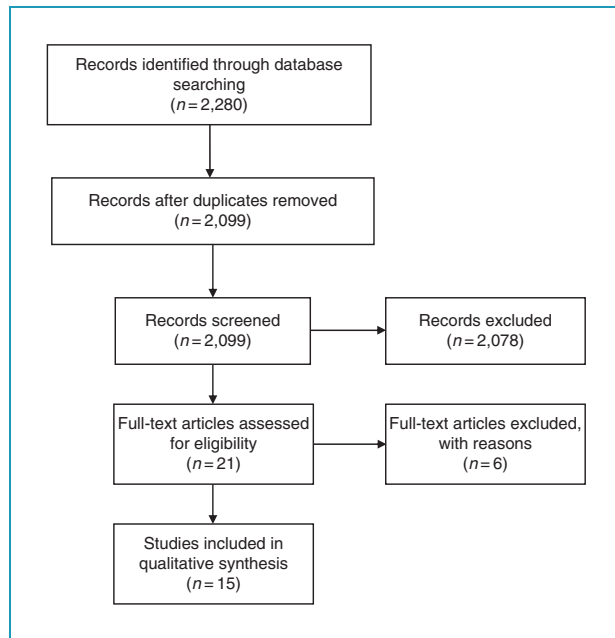 Records identified through database
searching
(n = 2,280)
Records after duplicates removed
(n = 2,099)
Records screened
(n = 2,099)
Records excluded
(n = 2,078)
Full-text articles assessed
for eligibility
(n = 21)
Full-text articles excluded,
with reasons
(n = 6)
Studies included in
qualitative synthesis
(n = 15)